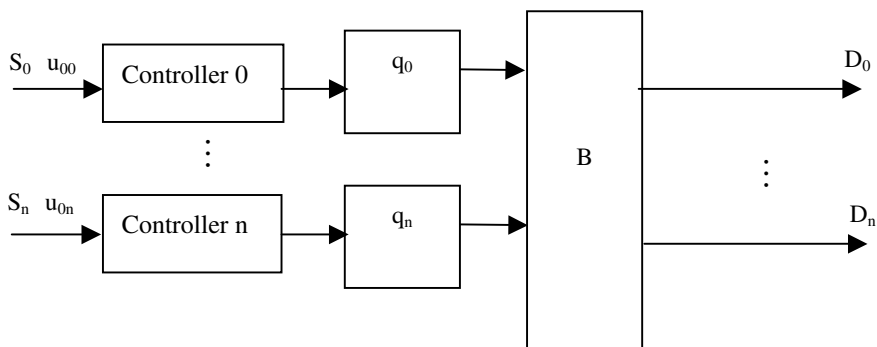 S₀ u₀₀
Controller 0
q₀
D₀
⋮
B
⋮
Sₙ u₀ₙ
Controller n
qₙ
Dₙ